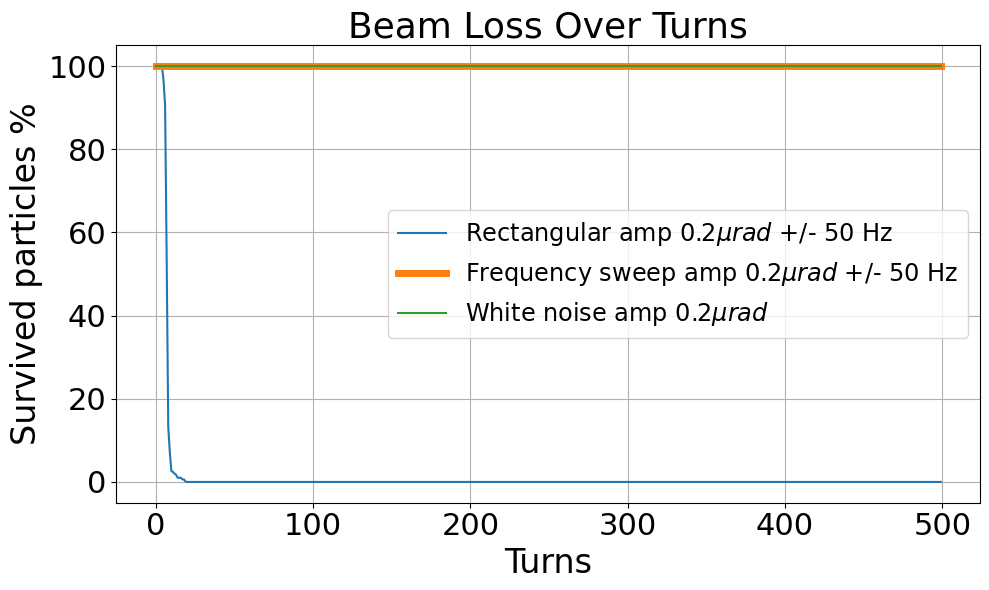 Beam Loss Over Turns
Survived particles %
100
80
60
40
20
0
Rectangular amp 0.2μrad +/- 50 Hz
Frequency sweep amp 0.2μrad +/- 50 Hz
White noise amp 0.2μrad
0 100 200 300 400 500
Turns